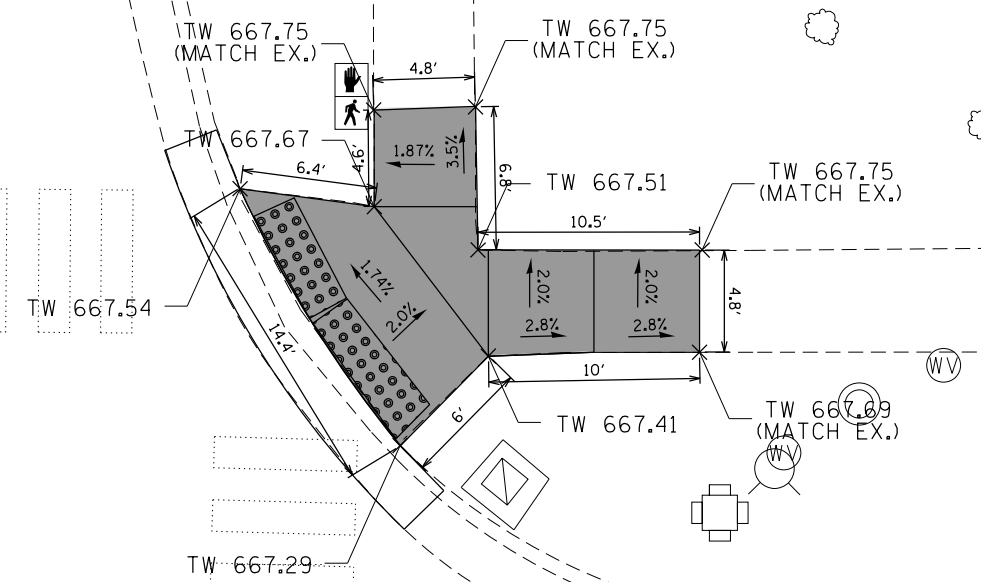 TW 667.75
(MATCH EX.)
TW 667.75
(MATCH EX.)
4.8'
TW 667.67
4.6'
1.87%
3.5%
6.8'
6.4'
TW 667.51
TW 667.75
(MATCH EX.)
10.5'
1.74%
2.0%
2.0%
2.8%
2.0%
2.8%
4.8'
TW 667.54
14.4'
10'
6'
WV
TW 667.41
TW 667.69
(MATCH EX.)
WV
TW 667.29